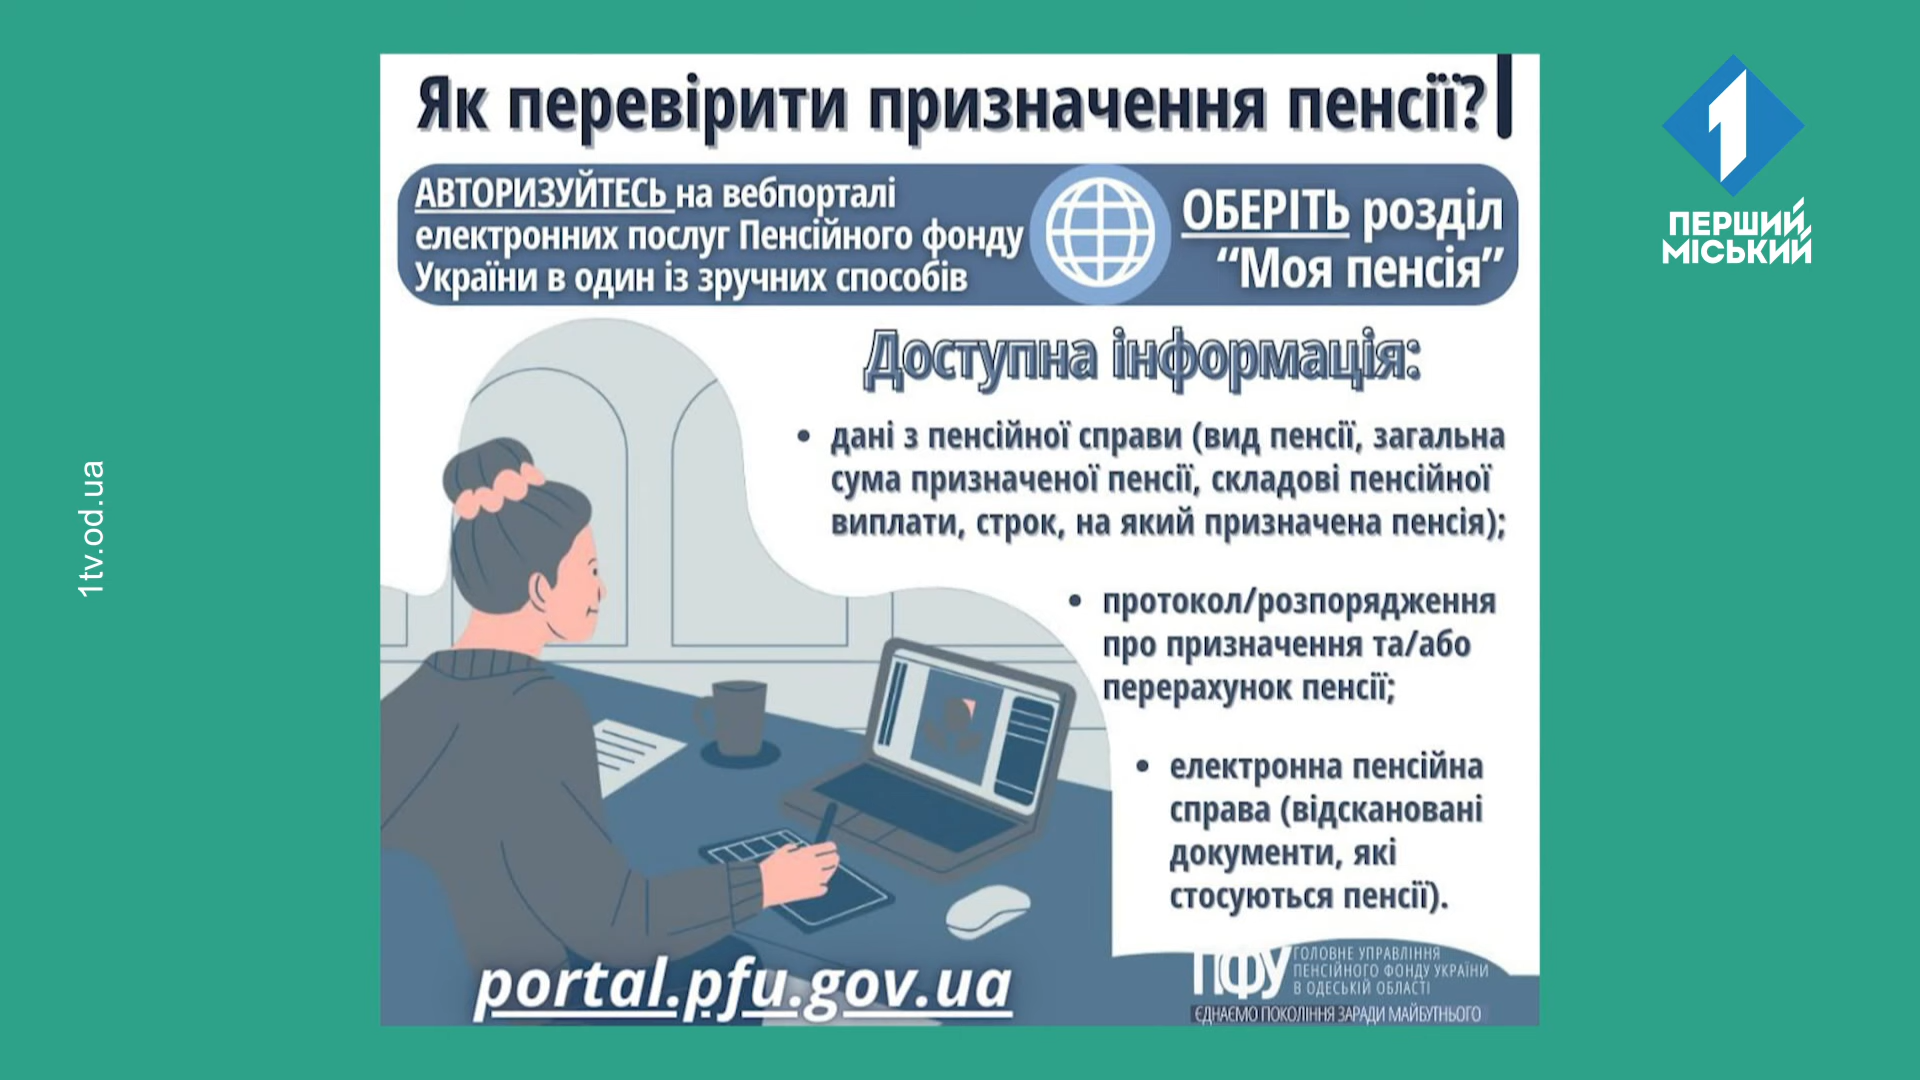 Як перевірити призначення пенсії?
АВТОРИЗУЙТЕСЬ на вебпорталі
електронних послуг Пенсійного фонду
України в один із зручних способів
ОБЕРІТЬ розділ
“Моя пенсія”
Доступна інформація:
• дані з пенсійної справи (вид пенсії, загальна
сума призначеної пенсії, складові пенсійної
виплати, строк, на який призначена пенсія);
• протокол/розпорядження
про призначення та/або
перерахунок пенсії;
• електронна пенсійна
справа (відскановані
документи, які
стосуються пенсії).
portal.pfu.gov.ua
ПФУ
ГОЛОВНЕ УПРАВЛІННЯ
ПЕНСІЙНОГО ФОНДУ УКРАЇНИ
В ОДЕСЬКІЙ ОБЛАСТІ
ЄДНАЄМО ПОКОЛІННЯ ЗАРАДИ МАЙБУТНЬОГО
1
ПЕРШИЙ
МІСЬКИЙ
1tv.od.ua